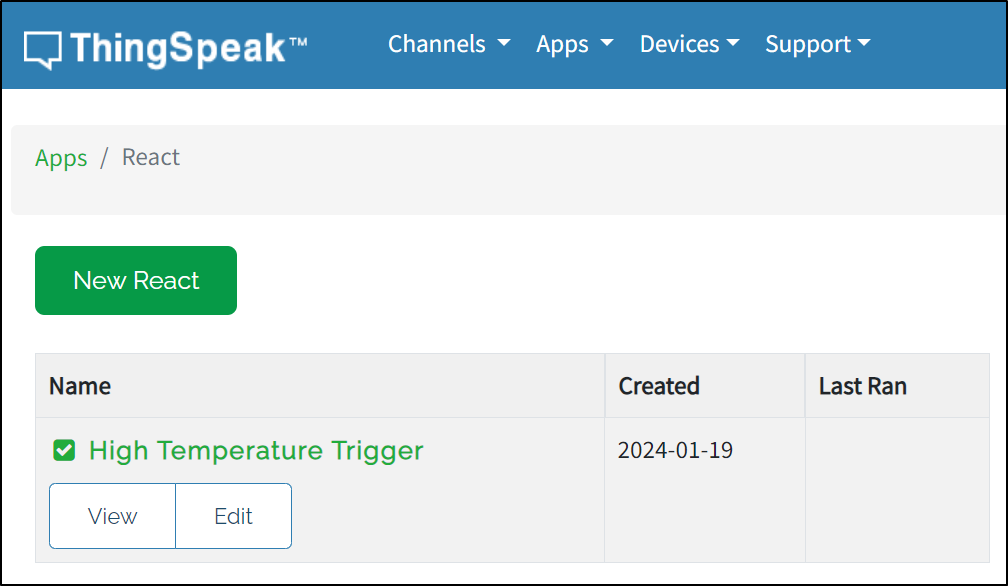 ThingSpeak™ Channels Apps Devices Support
Apps / React
New React
Name Created Last Ran
High Temperature Trigger 2024-01-19
View Edit